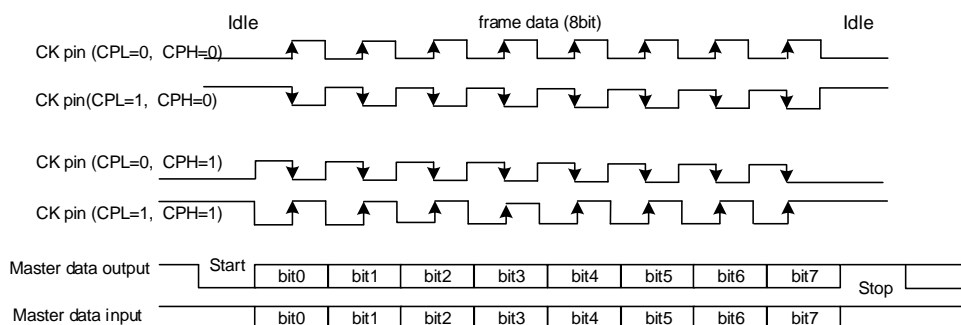 Idle frame data (8bit) Idle
CK pin (CPL=0, CPH=0)
CK pin(CPL=1, CPH=0)
CK pin (CPL=0, CPH=1)
CK pin (CPL=1, CPH=1)
Master data output Start bit0 bit1 bit2 bit3 bit4 bit5 bit6 bit7 Stop
Master data input bit0 bit1 bit2 bit3 bit4 bit5 bit6 bit7